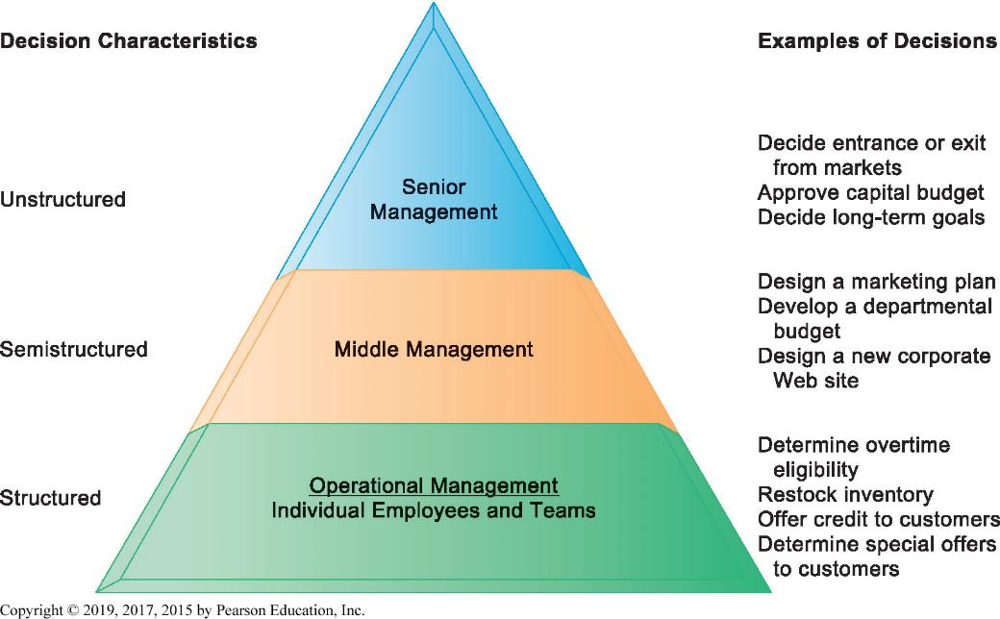 Decision Characteristics
Examples of Decisions
Unstructured
Senior
Management
Decide entrance or exit
from markets
Approve capital budget
Decide long-term goals
Semistructured
Middle Management
Design a marketing plan
Develop a departmental
budget
Design a new corporate
Web site
Structured
Operational Management
Individual Employees and Teams
Determine overtime
eligibility
Restock inventory
Offer credit to customers
Determine special offers
to customers
Copyright © 2019, 2017, 2015 by Pearson Education, Inc.